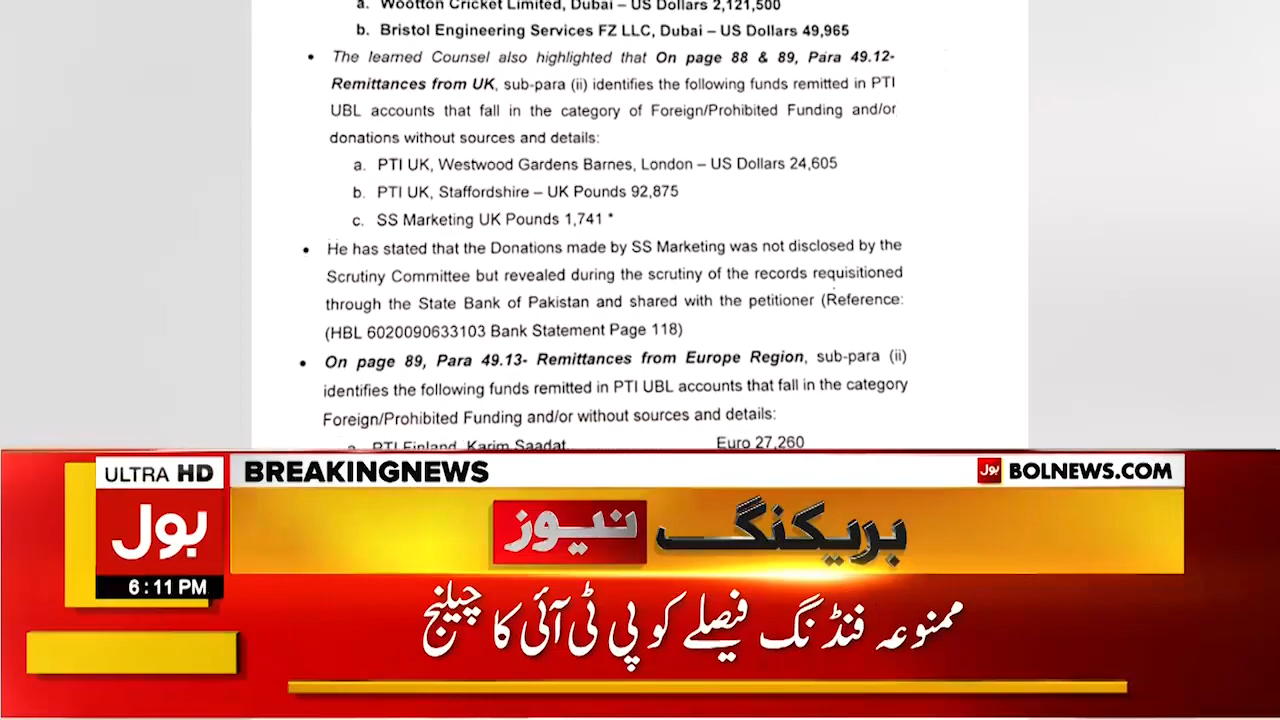 a. Wootton Cricket Limited, Dubai – US Dollars 2,121,500
b. Bristol Engineering Services FZ LLC, Dubai – US Dollars 49,965
• The learned Counsel also highlighted that On page 88 & 89, Para 49.12-
Remittances from UK, sub-para (ii) identifies the following funds remitted in PTI
UBL accounts that fall in the category of Foreign/Prohibited Funding and/or
donations without sources and details:
a. PTI UK, Westwood Gardens Barnes, London – US Dollars 24,605
b. PTI UK, Staffordshire – UK Pounds 92,875
c. SS Marketing UK Pounds 1,741 *
• He has stated that the Donations made by SS Marketing was not disclosed by the
Scrutiny Committee but revealed during the scrutiny of the records requisitioned
through the State Bank of Pakistan and shared with the petitioner (Reference:
(HBL 6020090633103 Bank Statement Page 118)
• On page 89, Para 49.13- Remittances from Europe Region, sub-para (ii)
identifies the following funds remitted in PTI UBL accounts that fall in the category
Foreign/Prohibited Funding and/or without sources and details:
a. PTI Finland, Karim Saadat Euro 27,260
ULTRA HD
BREAKINGNEWS
بول BOLNEWS.COM
بول
بریکنگ نیوز
6:11 PM
ممنوعہ فنڈنگ فیصلے کو پی ٹی آئی کا چیلنج